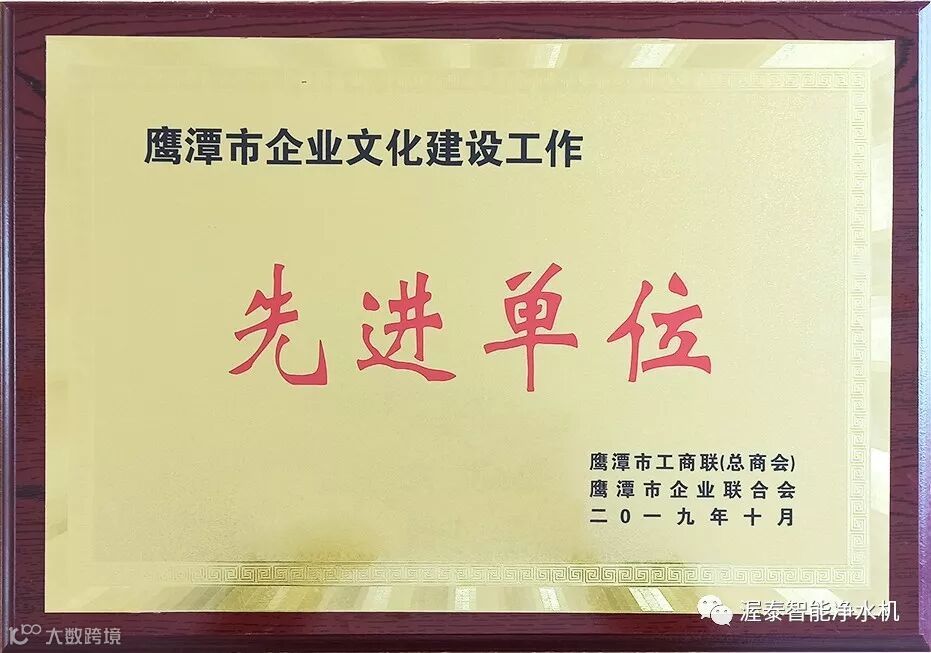 鹰潭市企业文化建设工作
先进单位
鹰潭市工商联(总商会)
鹰潭市企业联合会
二0一九年十月
渥泰智能净水机
大数跨境